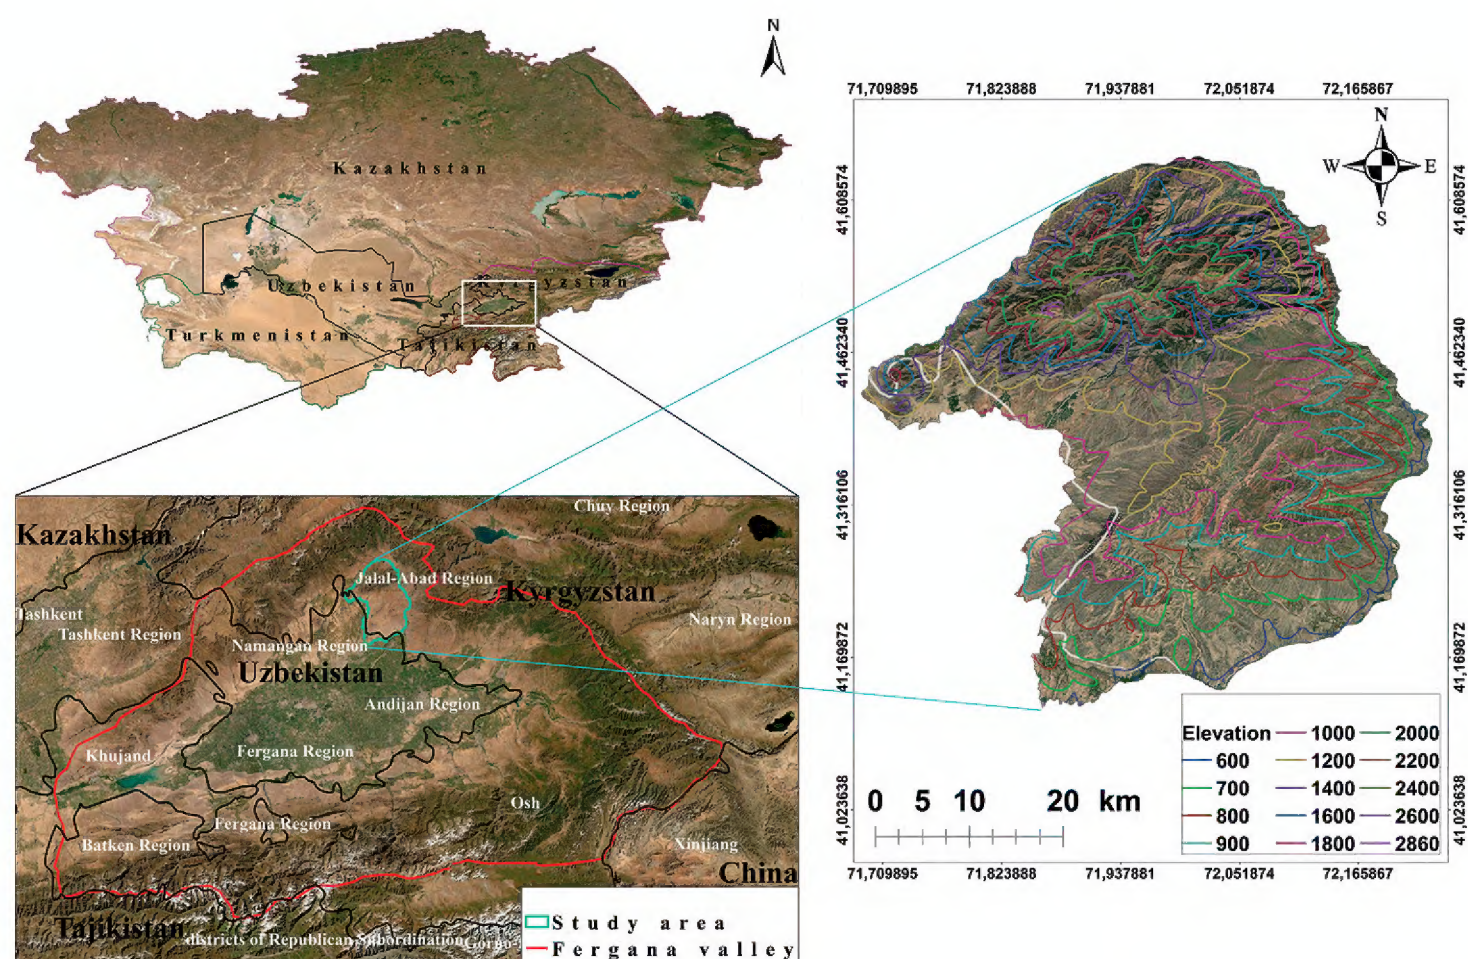 N
Kazakhstan
Uzbekistan
Kyrgyzstan
Turkmenistan
Tajikistan
Kazakhstan
Chuy Region
Jalal-Abad Region
Kyrgyzstan
Tashkent
Tashkent Region
Naryn Region
Namangan Region
Uzbekistan
Andijan Region
Khujand
Fergana Region
Osh
Fergana Region
Batken Region
Xinjiang
China
Tajikistan
districts of Republican Subordination
Gorno-
Study area
Fergana valley
71,709895 71,823888 71,937881 72,051874 72,165867
N
W E
S
41,608574 41,608574
41,462340 41,462340
41,316106 41,316106
41,169872 41,169872
41,023638 41,023638
Elevation 1000 2000
600 1200 2200
700 1400 2400
800 1600 2600
900 1800 2860
0 5 10 20 km
71,709895 71,823888 71,937881 72,051874 72,165867